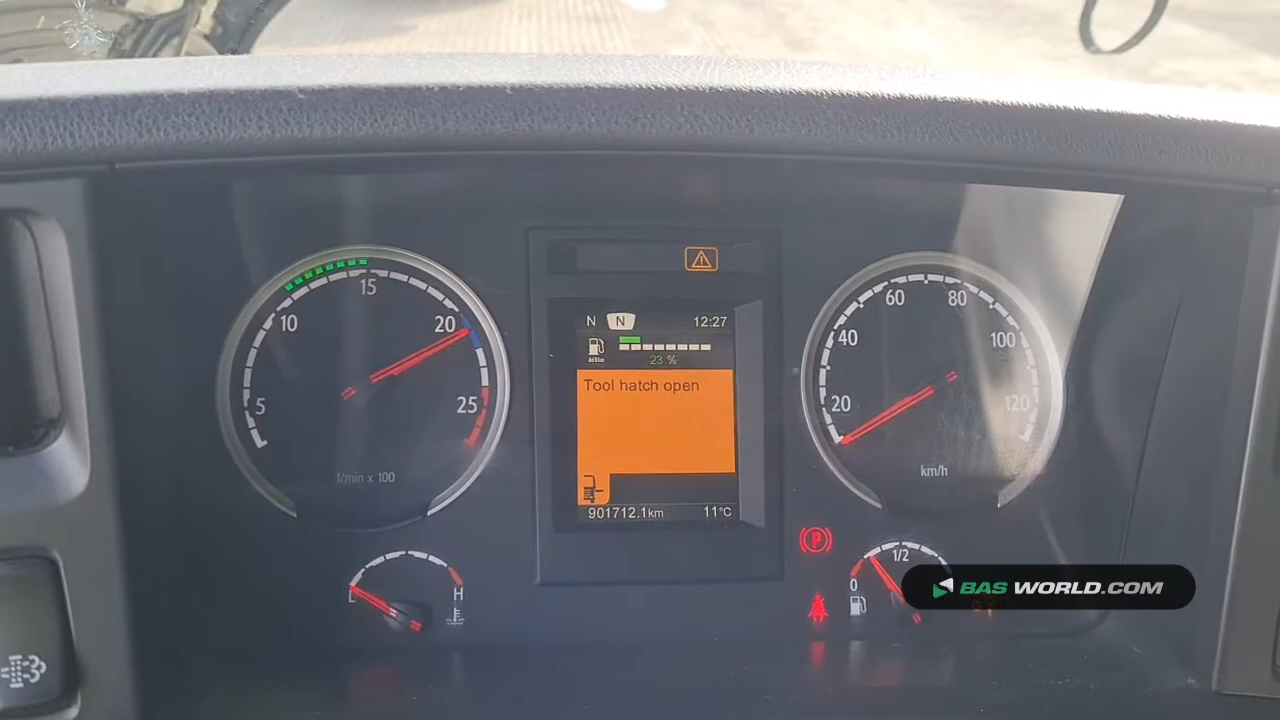 15
10
20
5
25
1/min x 100
L
H
N N 12:27
AdBlue
23 %
Tool hatch open
901712.1km 11°C
60 80
40 100
20 120
km/h
P
1/2
0
BAS WORLD.COM